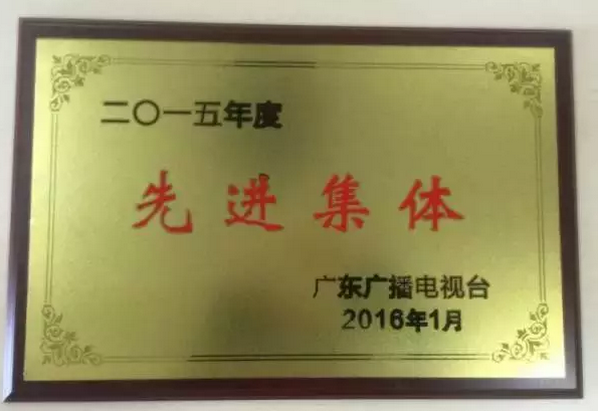 二〇一五年度
先进集体
广东广播电视台
2016年1月